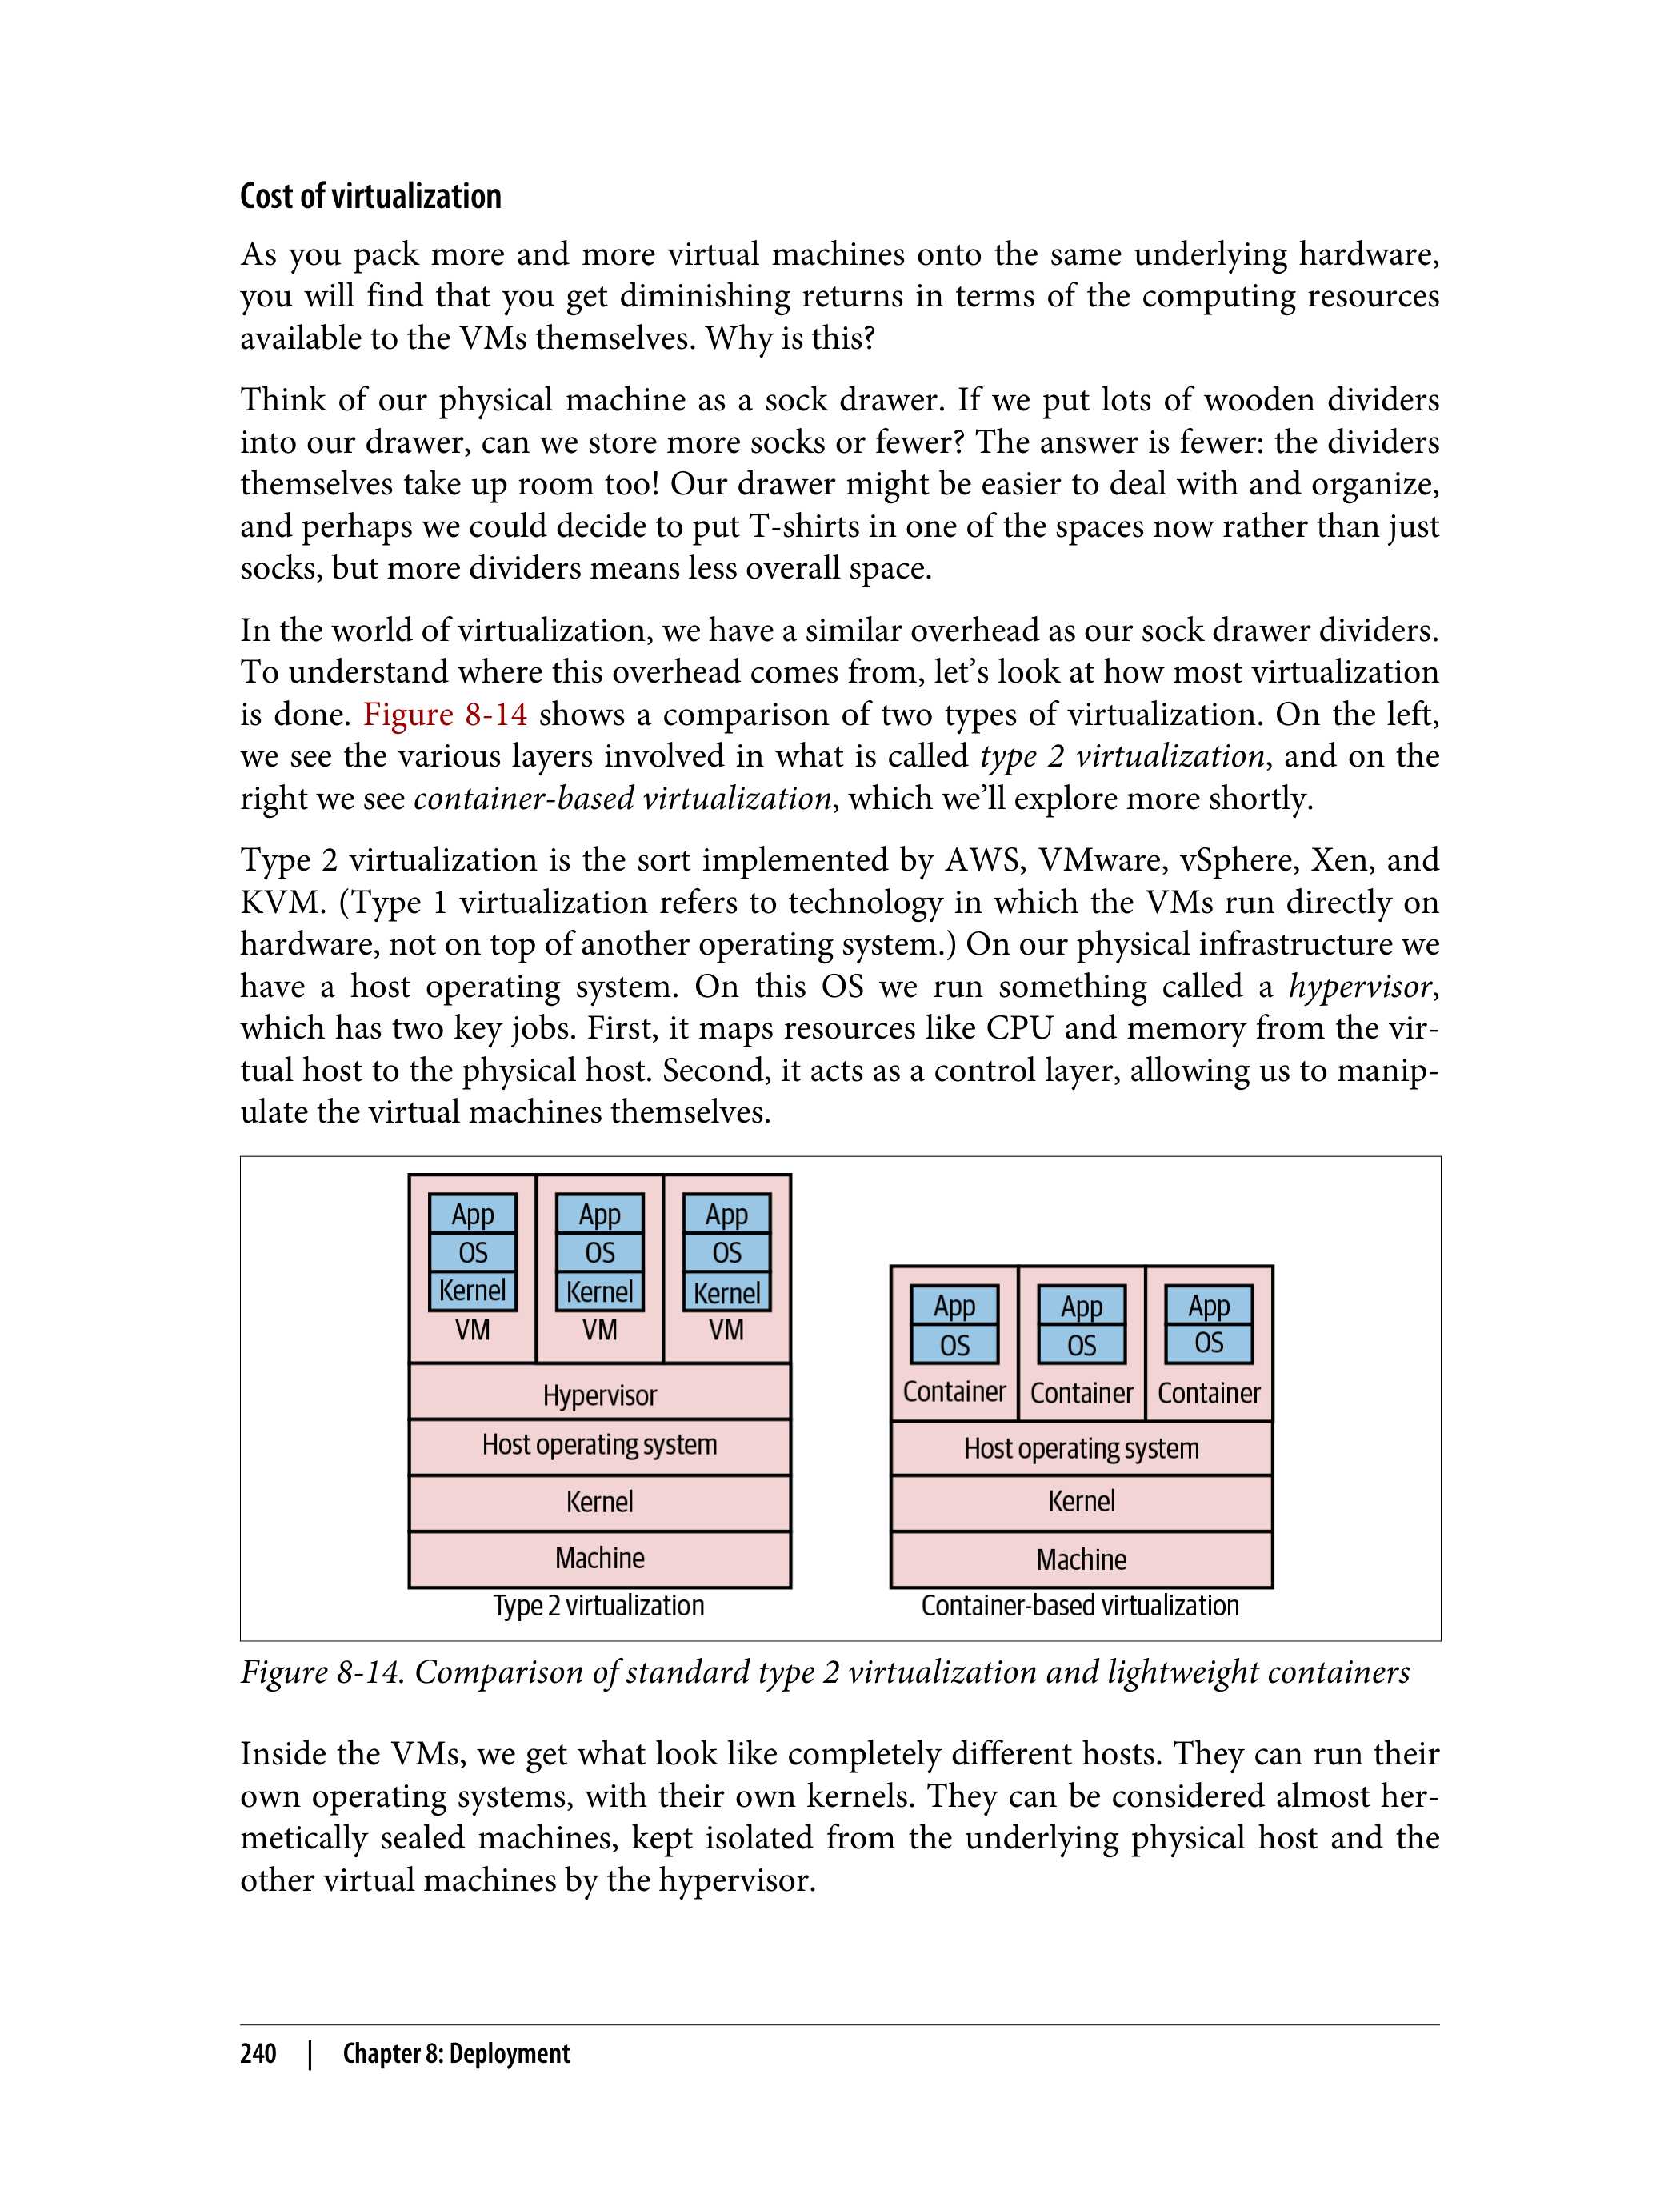 Cost of virtualization
As you pack more and more virtual machines onto the same underlying hardware,
you will find that you get diminishing returns in terms of the computing resources
available to the VMs themselves. Why is this?
Think of our physical machine as a sock drawer. If we put lots of wooden dividers
into our drawer, can we store more socks or fewer? The answer is fewer: the dividers
themselves take up room too! Our drawer might be easier to deal with and organize,
and perhaps we could decide to put T-shirts in one of the spaces now rather than just
socks, but more dividers means less overall space.
In the world of virtualization, we have a similar overhead as our sock drawer dividers.
To understand where this overhead comes from, let’s look at how most virtualization
is done. Figure 8-14 shows a comparison of two types of virtualization. On the left,
we see the various layers involved in what is called type 2 virtualization, and on the
right we see container-based virtualization, which we’ll explore more shortly.
Type 2 virtualization is the sort implemented by AWS, VMware, vSphere, Xen, and
KVM. (Type 1 virtualization refers to technology in which the VMs run directly on
hardware, not on top of another operating system.) On our physical infrastructure we
have a host operating system. On this OS we run something called a hypervisor,
which has two key jobs. First, it maps resources like CPU and memory from the vir-
tual host to the physical host. Second, it acts as a control layer, allowing us to manip-
ulate the virtual machines themselves.
App App App
OS OS OS
Kernel Kernel Kernel
VM VM VM
Hypervisor
Host operating system
Kernel
Machine
Type 2 virtualization
App App App
OS OS OS
Container Container Container
Host operating system
Kernel
Machine
Container-based virtualization
Figure 8-14. Comparison of standard type 2 virtualization and lightweight containers
Inside the VMs, we get what look like completely different hosts. They can run their
own operating systems, with their own kernels. They can be considered almost her-
metically sealed machines, kept isolated from the underlying physical host and the
other virtual machines by the hypervisor.
240 | Chapter 8: Deployment